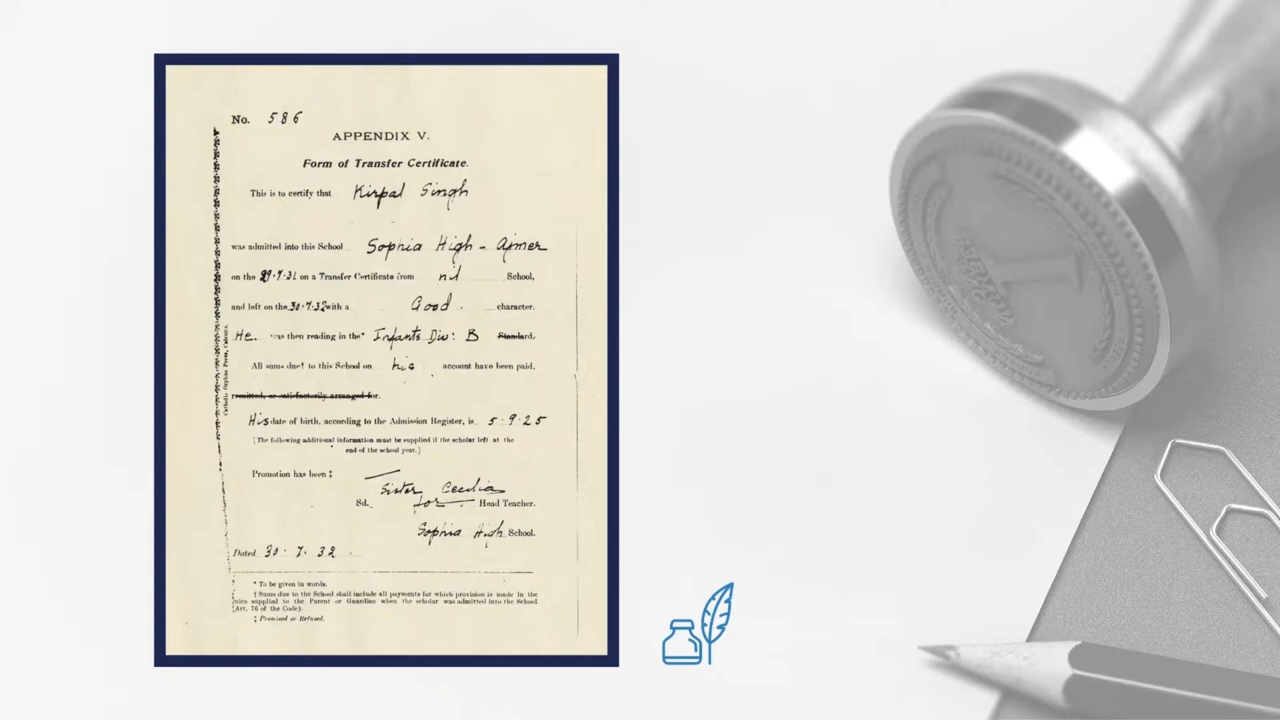 No. 586
APPENDIX V.
Form of Transfer Certificate.
This is to certify that Kirpal Singh
was admitted into this School Sophia High - Ajmer
on the 29.7.31 on a Transfer Certificate from nil School,
and left on the 30.7.32 with a Good . character.
He. was then reading in the* Infants Div: B Standard.
All sums due† to this School on his account have been paid,
remitted, or satisfactorily arranged for.
His date of birth, according to the Admission Register, is 5.9.25
[The following additional information must be supplied if the scholar left at the
end of the school year.]
Promotion has been ‡
Sister Cecilia
Sd. for Head Teacher.
Sophia High School.
Dated 30. 7. 32
* To be given in words.
† Sums due to the School shall include all payments for which provision is made in the
rules supplied to the Parent or Guardian when the scholar was admitted into the School
(Art. 76 of the Code).
‡ Promised or Refused.
Catholic Orphan Press, Calcutta.